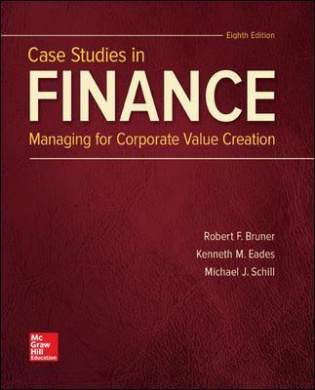 Eighth Edition
Case Studies in
FINANCE
Managing for Corporate Value Creation
Robert F. Bruner
Kenneth M. Eades
Michael J. Schill
Mc
Graw
Hill
Education